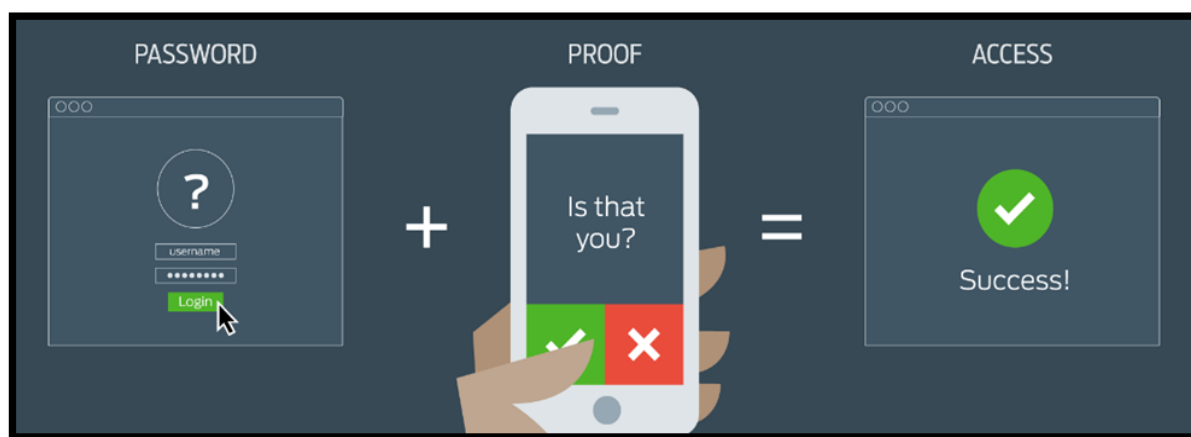 PASSWORD
PROOF
ACCESS
?
username
Login
+
Is that
you?
=
Success!